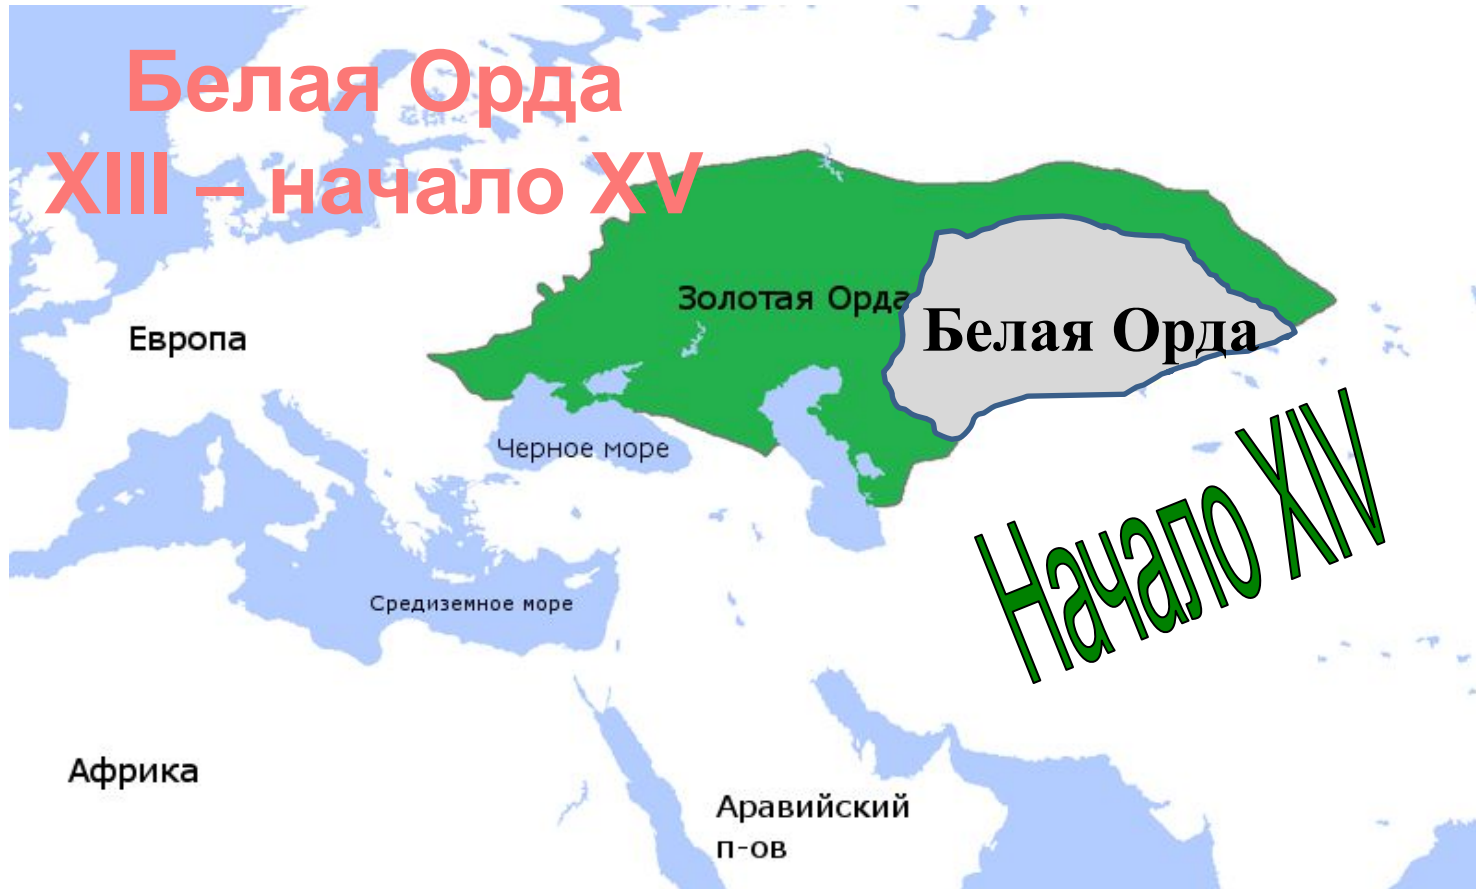 Белая Орда
XIII – начало XV
Золотая Орда
Белая Орда
Европа
Черное море
Начало XIV
Средиземное море
Африка
Аравийский
п-ов